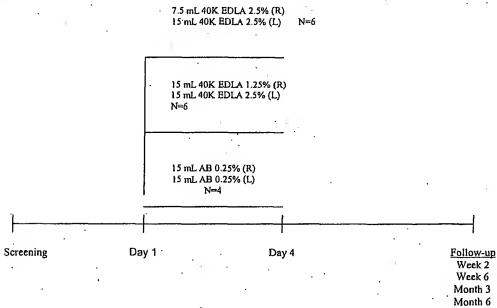 7.5 mL 40K EDLA 2.5% (R)
15 mL 40K EDLA 2.5% (L) N=6
15 mL 40K EDLA 1.25% (R)
15 mL 40K EDLA 2.5% (L)
N=6
15 mL AB 0.25% (R)
15 mL AB 0.25% (L)
N=4
Screening Day 1 Day 4 Follow-up
Week 2
Week 6
Month 3
Month 6